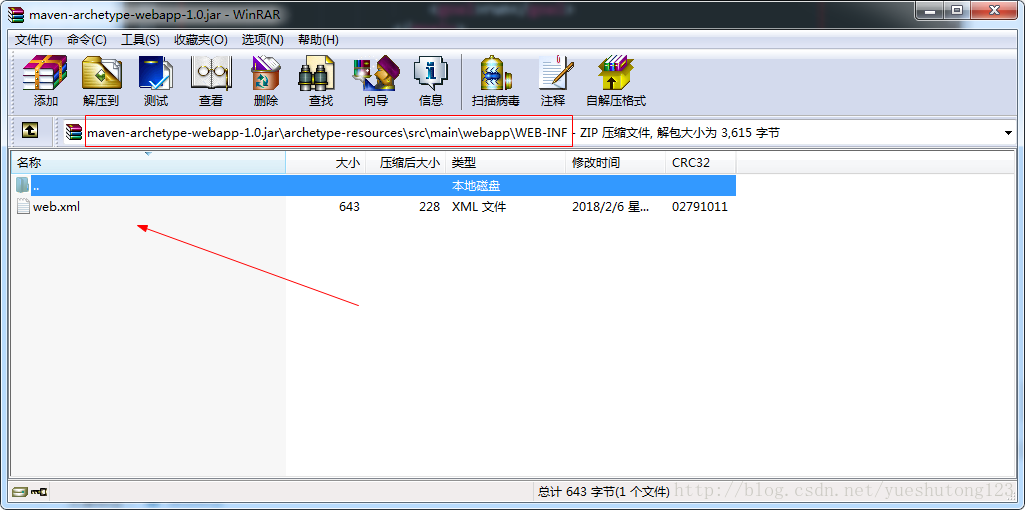 maven-archetype-webapp-1.0.jar - WinRAR
文件(F) 命令(C) 工具(S) 收藏夹(O) 选项(N) 帮助(H)
添加 解压到 测试 查看 删除 查找 向导 信息 扫描病毒 注释 自解压格式
maven-archetype-webapp-1.0.jar\archetype-resources\src\main\webapp\WEB-INF - ZIP 压缩文件, 解包大小为 3,615 字节
名称 大小 压缩后大小 类型 修改时间 CRC32
.. 本地磁盘
web.xml 643 228 XML 文件 2018/2/6 星... 02791011
总计 643 字节(1 个文件)
http://blog.csdn.net/yueshutong123